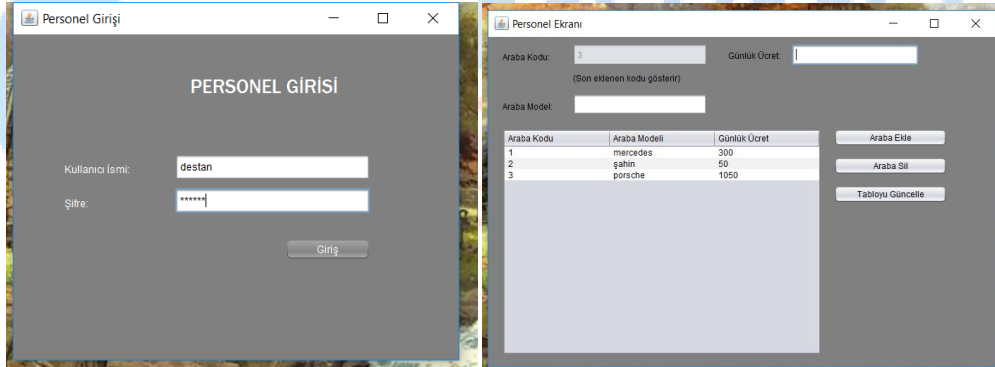 Personel Girişi
PERSONEL GİRİSİ
Kullanıcı İsmi:
destan
Şifre:
******
Giriş
Personel Ekranı
Araba Kodu:
3
Günlük Ücret:
(Son eklenen kodu gösterir)
Araba Model:
Araba Kodu Araba Modeli Günlük Ücret
1 mercedes 300
2 şahin 50
3 porsche 1050
Araba Ekle
Araba Sil
Tabloyu Güncelle